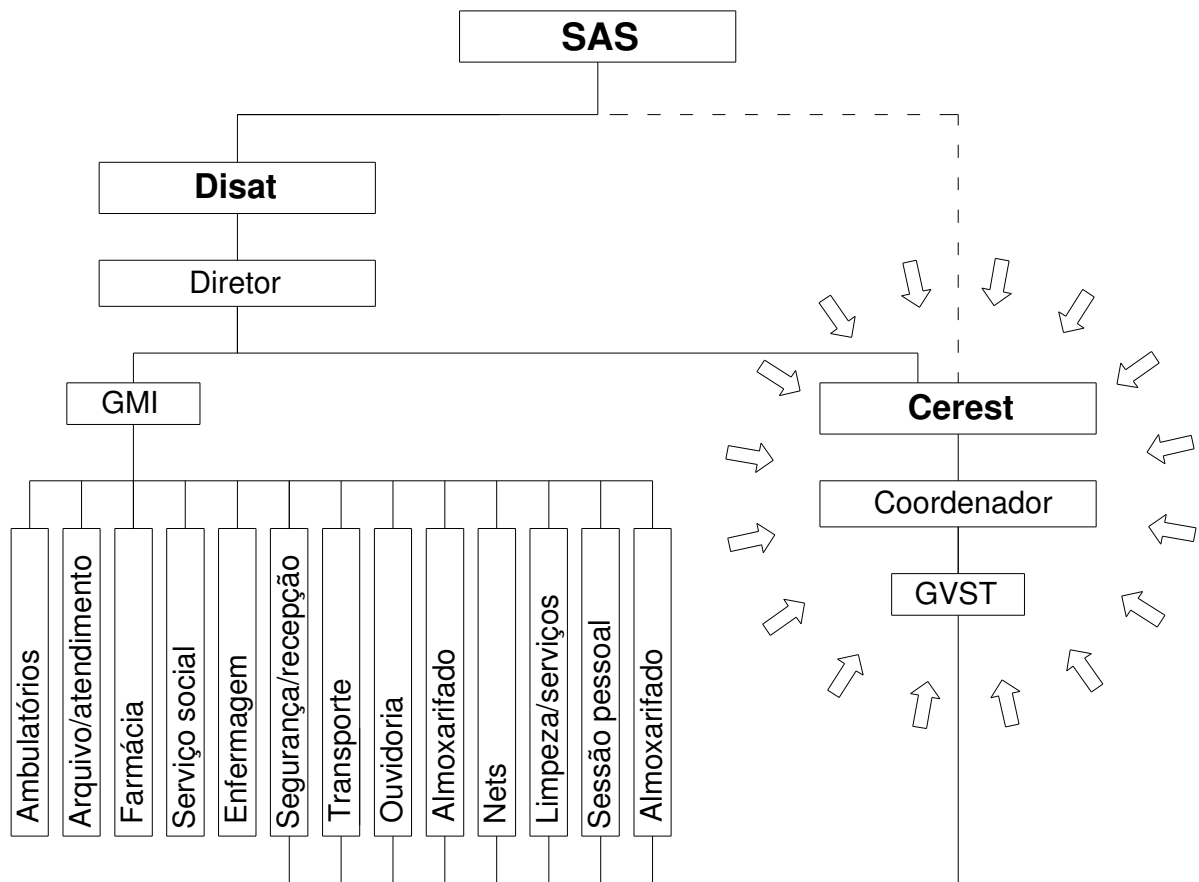 SAS
Disat
Diretor
GMI
Cerest
Coordenador
GVST
Ambulatórios
Arquivo/atendimento
Farmácia
Serviço social
Enfermagem
Segurança/recepção
Transporte
Ouvidoria
Almoxarifado
Nets
Limpeza/serviços
Sessão pessoal
Almoxarifado